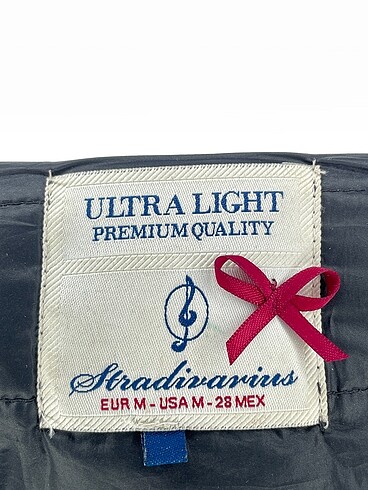 ULTRA LIGHT
PREMIUM QUALITY
Stradivarius
EUR M - USA M - 28 MEX